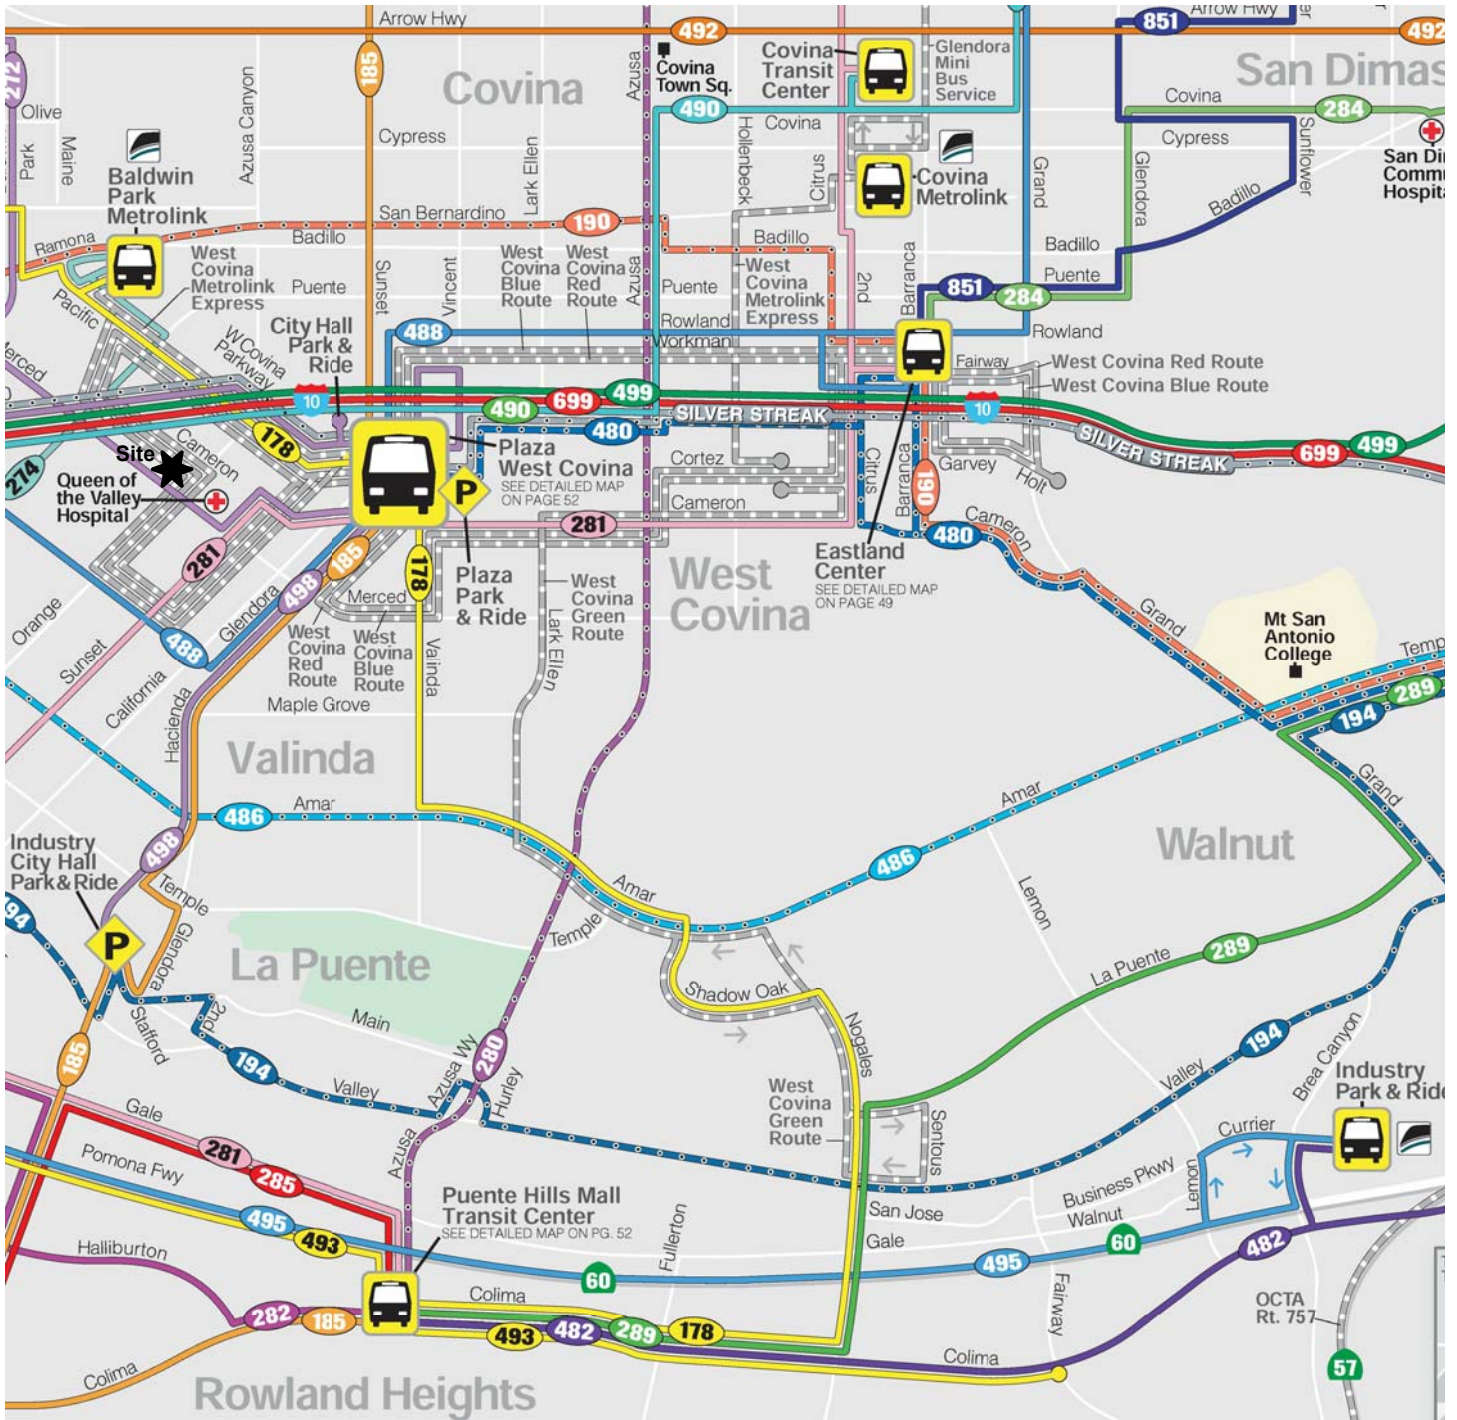 Arrow Hwy
492
851
Arrow Hwy
492
272
185
Azusa
Covina
Town Sq.
Covina
Transit
Center
Glendora
Mini
Bus
Service
San Dimas
Covina
490
Covina
Covina
284
Olive
Park
Maine
Azusa Canyon
Cypress
Lark Ellen
Hollenbeck
Citrus
Grand
Glendora
Cypress
Sunflower
Badillo
Baldwin
Park
Metrolink
Covina
Metrolink
San Bernardino
190
Badillo
Badillo
Badillo
Ramona
Pacific
West
Covina
Metrolink
Express
Puente
Sunset
Vincent
West
Covina
Blue
Route
West
Covina
Red
Route
Azusa
Puente
West
Covina
Metrolink
Express
2nd
Barranca
Puente
851
284
City Hall
Park &
Ride
W Covina
Parkway
488
Rowland
Workman
Rowland
Fairway
West Covina Red Route
West Covina Blue Route
10
490
699
499
SILVER STREAK
10
480
SILVER STREAK
699
499
Site
Cameron
178
274
Queen of
the Valley
Hospital
P
Plaza
West Covina
SEE DETAILED MAP
ON PAGE 52
Cortez
Cameron
Citrus
Barranca
190
Garvey
Holt
281
480
Cameron
281
185
498
178
Plaza
Park
& Ride
West
Covina
Green
Route
Lark Ellen
West
Covina
Eastland
Center
SEE DETAILED MAP
ON PAGE 49
Grand
Mt San
Antonio
College
Orange
Sunset
488
Glendora
Merced
West
Covina
Red
Route
West
Covina
Blue
Route
Valinda
California
Hacienda
Maple Grove
289
194
Valinda
486
Amar
Amar
Grand
Walnut
486
Industry
City Hall
Park & Ride
498
Temple
Glendora
194
P
Amar
Temple
Lemon
289
La Puente
La Puente
Shadow Oak
Stafford
2nd
Main
Nogales
185
194
Valley
Azusa Wy
280
Hurley
Valley
194
Brea Canyon
Industry
Park & Ride
West
Covina
Green
Route
Sentous
Gale
281
285
Azusa
Currier
Lemon
Business Pkwy
Walnut
Pomona Fwy
495
493
Puente Hills Mall
Transit Center
SEE DETAILED MAP ON PG. 52
Fullerton
San Jose
Gale
60
482
Halliburton
60
495
Fairway
OCTA
Rt. 757
Colima
282
185
493
482
289
178
Colima
Colima
57
Rowland Heights